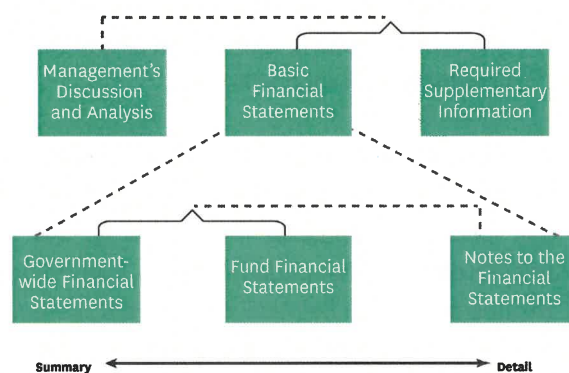 Management's
Discussion
and Analysis
Basic
Financial
Statements
Required
Supplementary
Information
Government-
wide Financial
Statements
Fund Financial
Statements
Notes to the
Financial
Statements
Summary
Detail